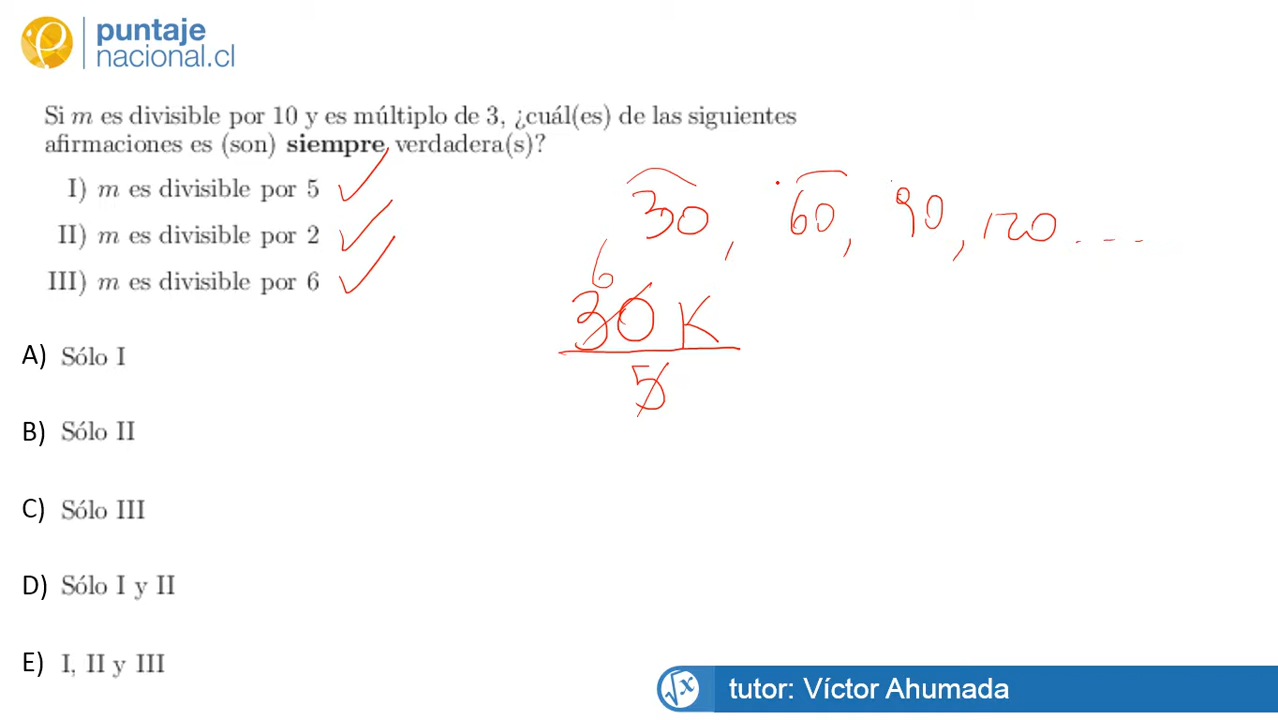 puntaje
nacional.cl
Si m es divisible por 10 y es múltiplo de 3, ¿cuál(es) de las siguientes
afirmaciones es (son) siempre verdadera(s)?
I) m es divisible por 5
II) m es divisible por 2
III) m es divisible por 6
30, 60, 90, 120 ....
6
30 K
5
A) Sólo I
B) Sólo II
C) Sólo III
D) Sólo I y II
E) I, II y III
√x tutor: Víctor Ahumada